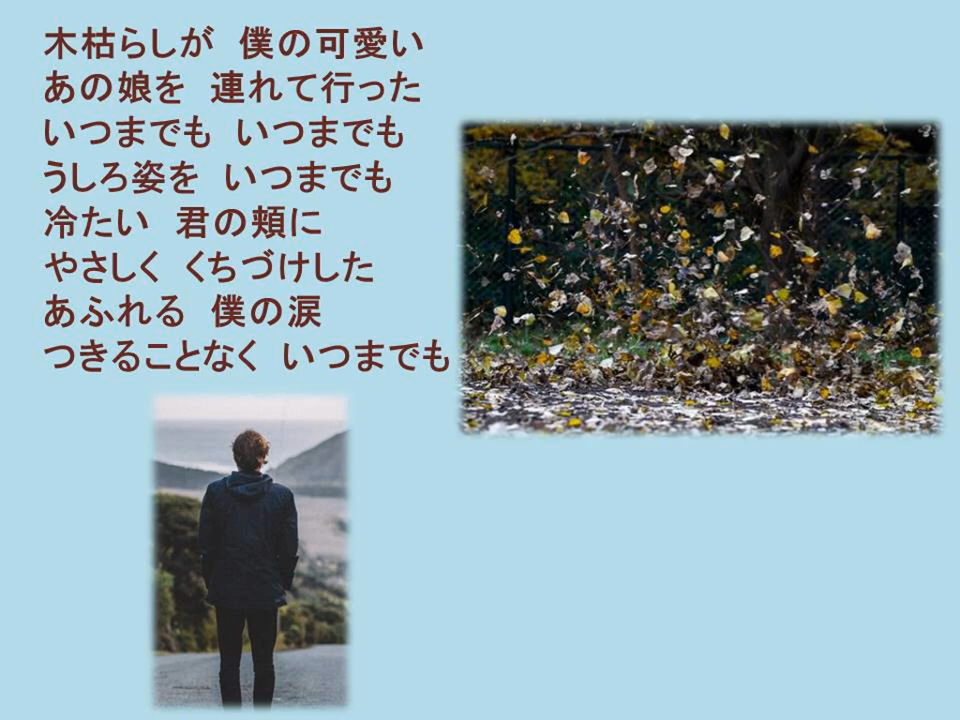 木枯らしが　僕の可愛い
あの娘を　連れて行った
いつまでも　いつまでも
うしろ姿を　いつまでも
冷たい　君の頬に
やさしく　くちづけした
あふれる　僕の涙
つきることなく　いつまでも